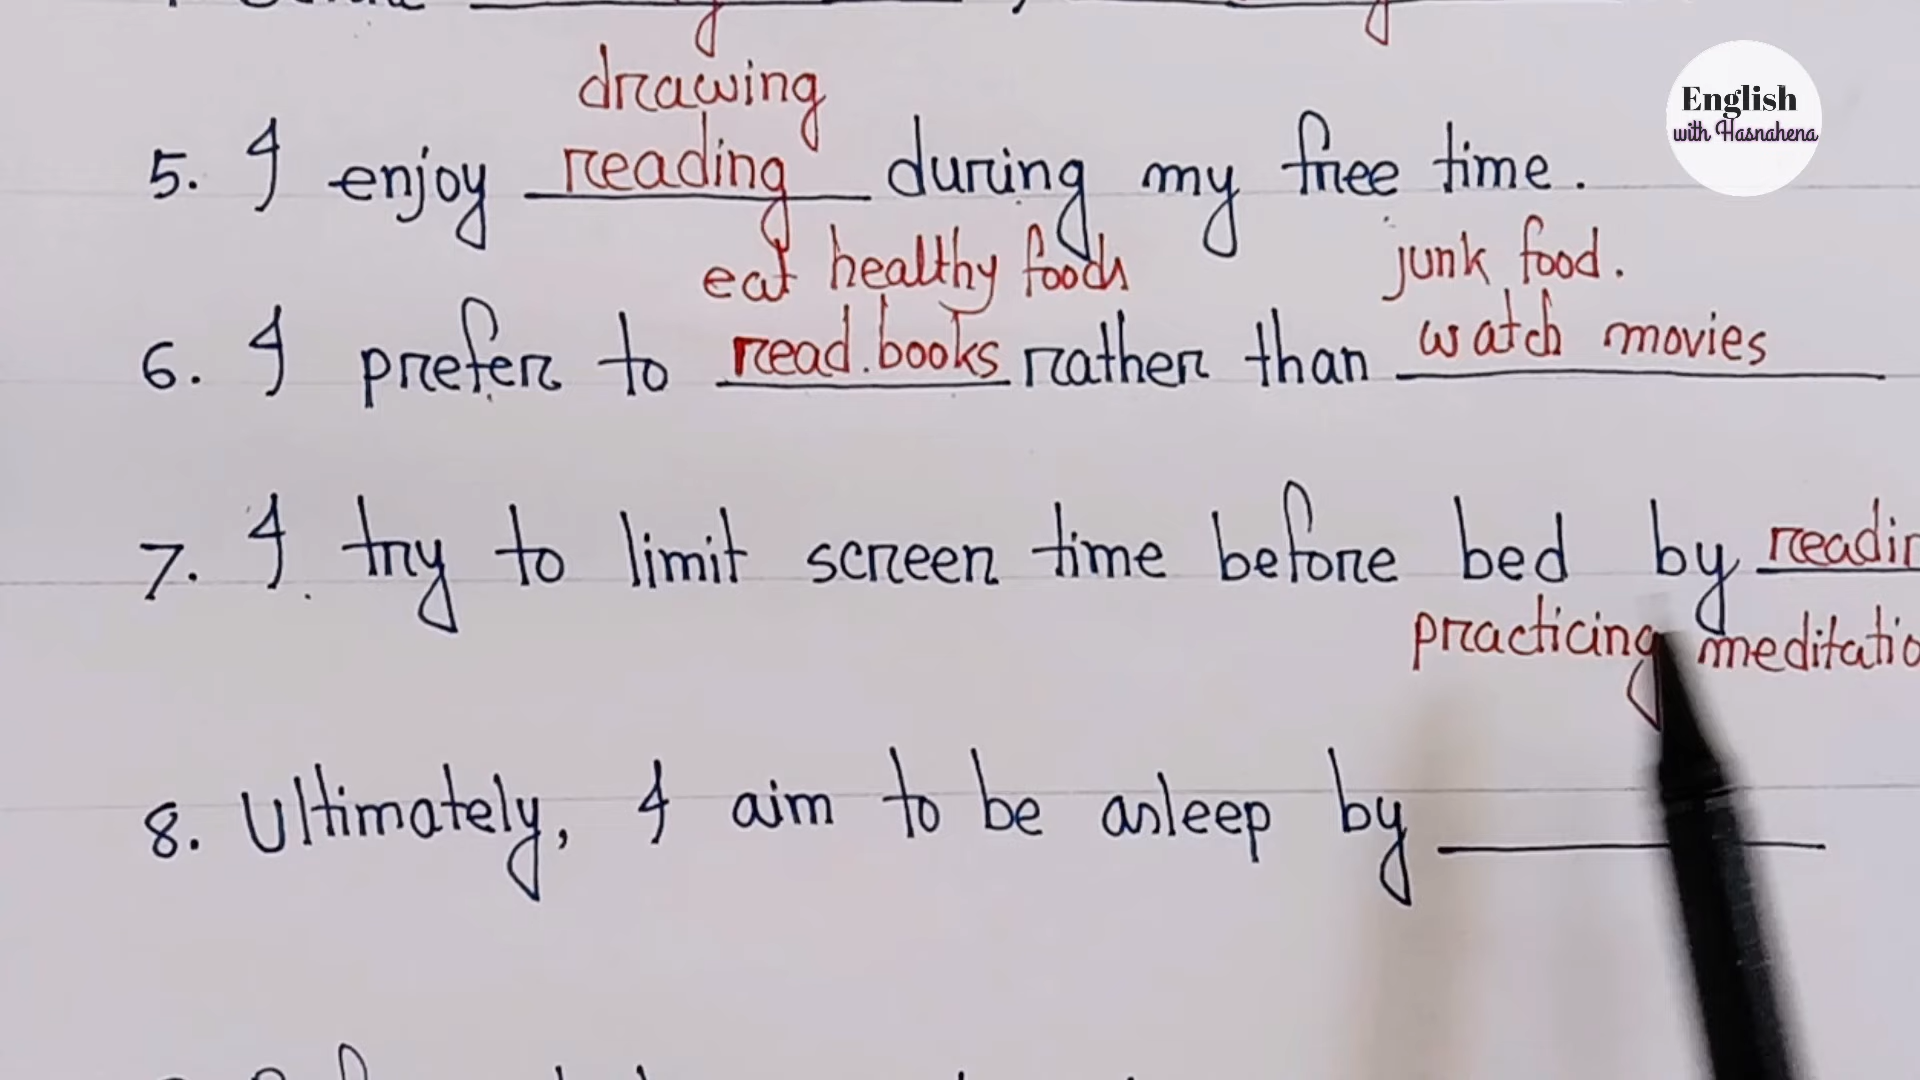 drawing
5. I enjoy reading during my free time.
eat healthy foods junk food.
6. I prefer to read books rather than watch movies
7. I try to limit screen time before bed by readin
practicing meditatio
8. Ultimately, I aim to be asleep by
English
with Hasnahena